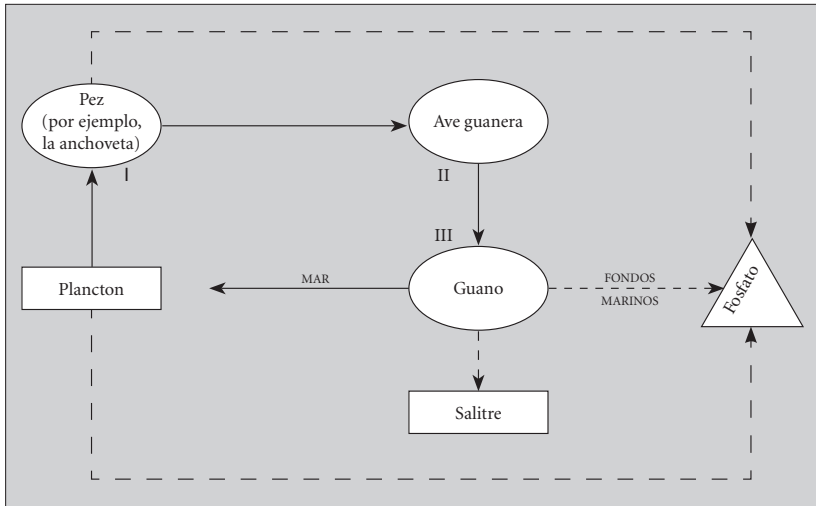 Pez
(por ejemplo,
la anchoveta)
I
Ave guanera
II
III
Plancton
MAR
Guano
FONDOS
MARINOS
Fosfato
Salitre